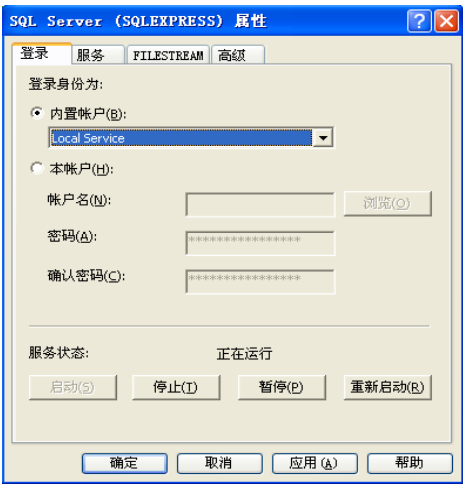 SQL Server (SQLEXPRESS) 属性
登录 服务 FILESTREAM 高级
登录身份为:
内置帐户(B):
Local Service
本帐户(H):
帐户名(N):
浏览(O)
密码(A):
****************
确认密码(C):
****************
服务状态: 正在运行
启动(S) 停止(T) 暂停(P) 重新启动(R)
确定 取消 应用(A) 帮助